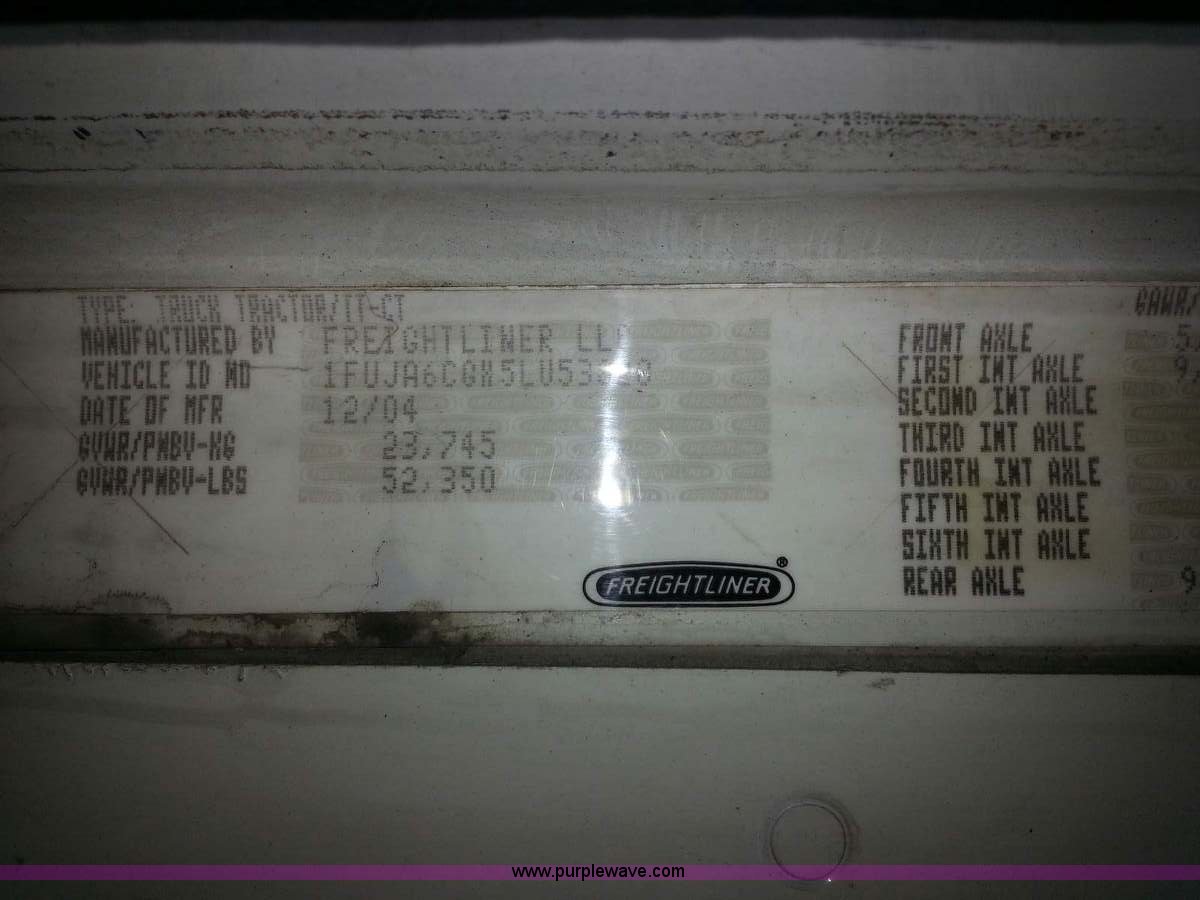 TYPE: TRUCK TRACTOR/IT-CT
MANUFACTURED BY FREIGHTLINER LLC
VEHICLE ID NO
DATE OF MFR 12/04
GVWR/PNBV-KG 23,745
GVWR/PNBV-LBS 52,350
FREIGHTLINER®
GAWR/
FRONT AXLE
FIRST INT AXLE
SECOND INT AXLE
THIRD INT AXLE
FOURTH INT AXLE
FIFTH INT AXLE
SIXTH INT AXLE
REAR AXLE 9
www.purplewave.com